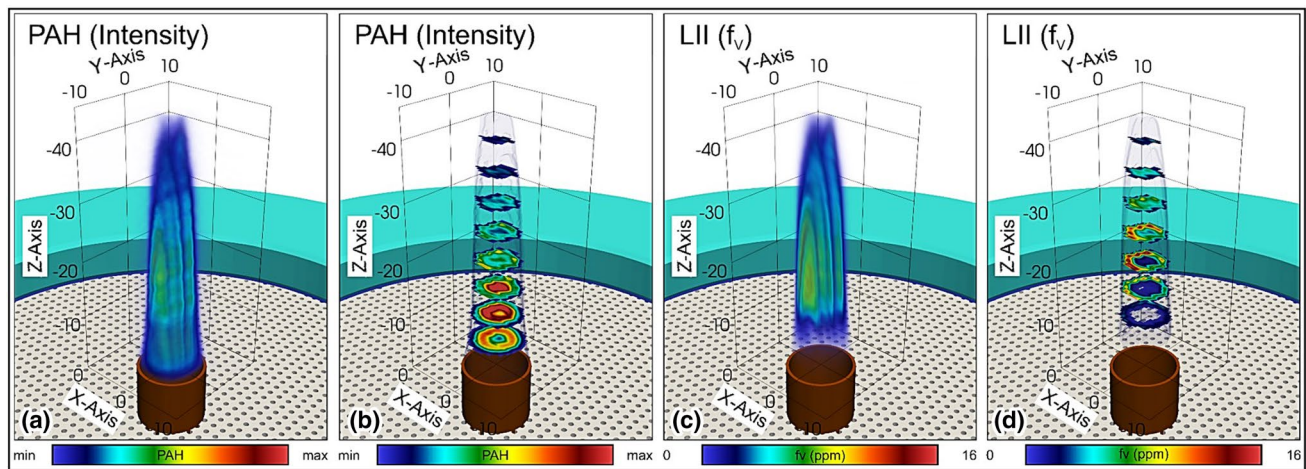 PAH (Intensity)
Y-Axis
-10 0 10
-40
-30
Z-Axis
-20
-10
0
X-Axis
0
-10
(a)
min PAH max
PAH (Intensity)
Y-Axis
-10 0 10
-40
-30
Z-Axis
-20
-10
0
X-Axis
0
-10
(b)
min PAH max
LII (fv)
Y-Axis
-10 0 10
-40
-30
Z-Axis
-20
-10
0
X-Axis
0
-10
(c)
0 fv (ppm) 16
LII (fv)
Y-Axis
-10 0 10
-40
-30
Z-Axis
-20
-10
0
X-Axis
0
-10
(d)
0 fv (ppm) 16